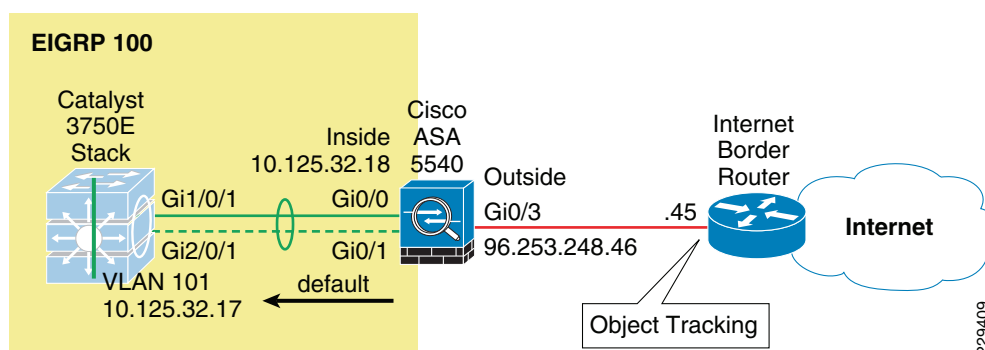 EIGRP 100
Catalyst
3750E
Stack
Inside
10.125.32.18
Cisco
ASA
5540
Internet
Border
Router
Gi1/0/1
Gi0/0
Outside
Gi0/3
.45
Internet
Gi2/0/1
Gi0/1
96.253.248.46
VLAN 101
10.125.32.17
default
Object Tracking
229409